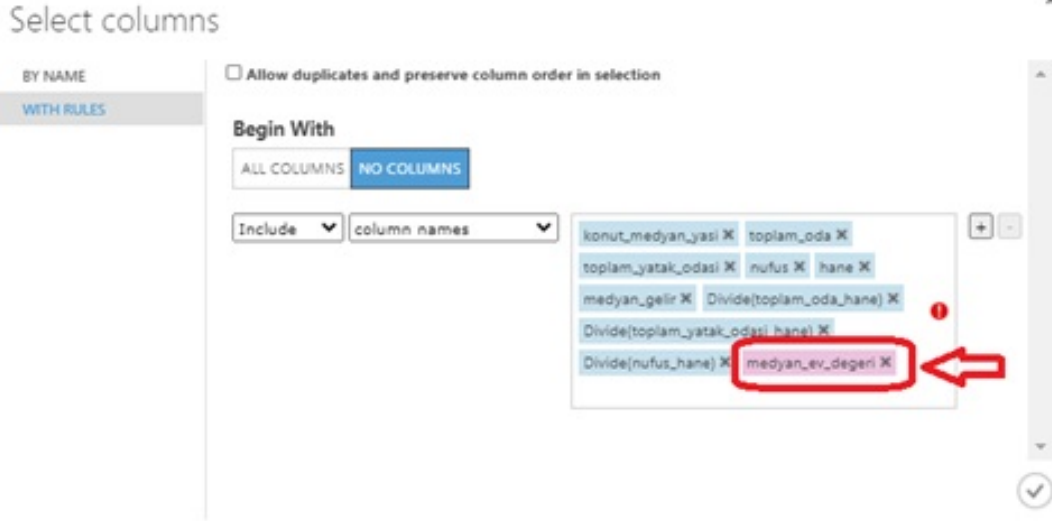 Select columns
BY NAME
WITH RULES
Allow duplicates and preserve column order in selection
Begin With
ALL COLUMNS NO COLUMNS
Include column names
konut_medyan_yasi toplam_oda
toplam_yatak_odasi nufus hane
medyan_gelir Divide(toplam_oda_hane)
Divide(toplam_yatak_odasi_hane)
Divide(nufus_hane) medyan_ev_degeri